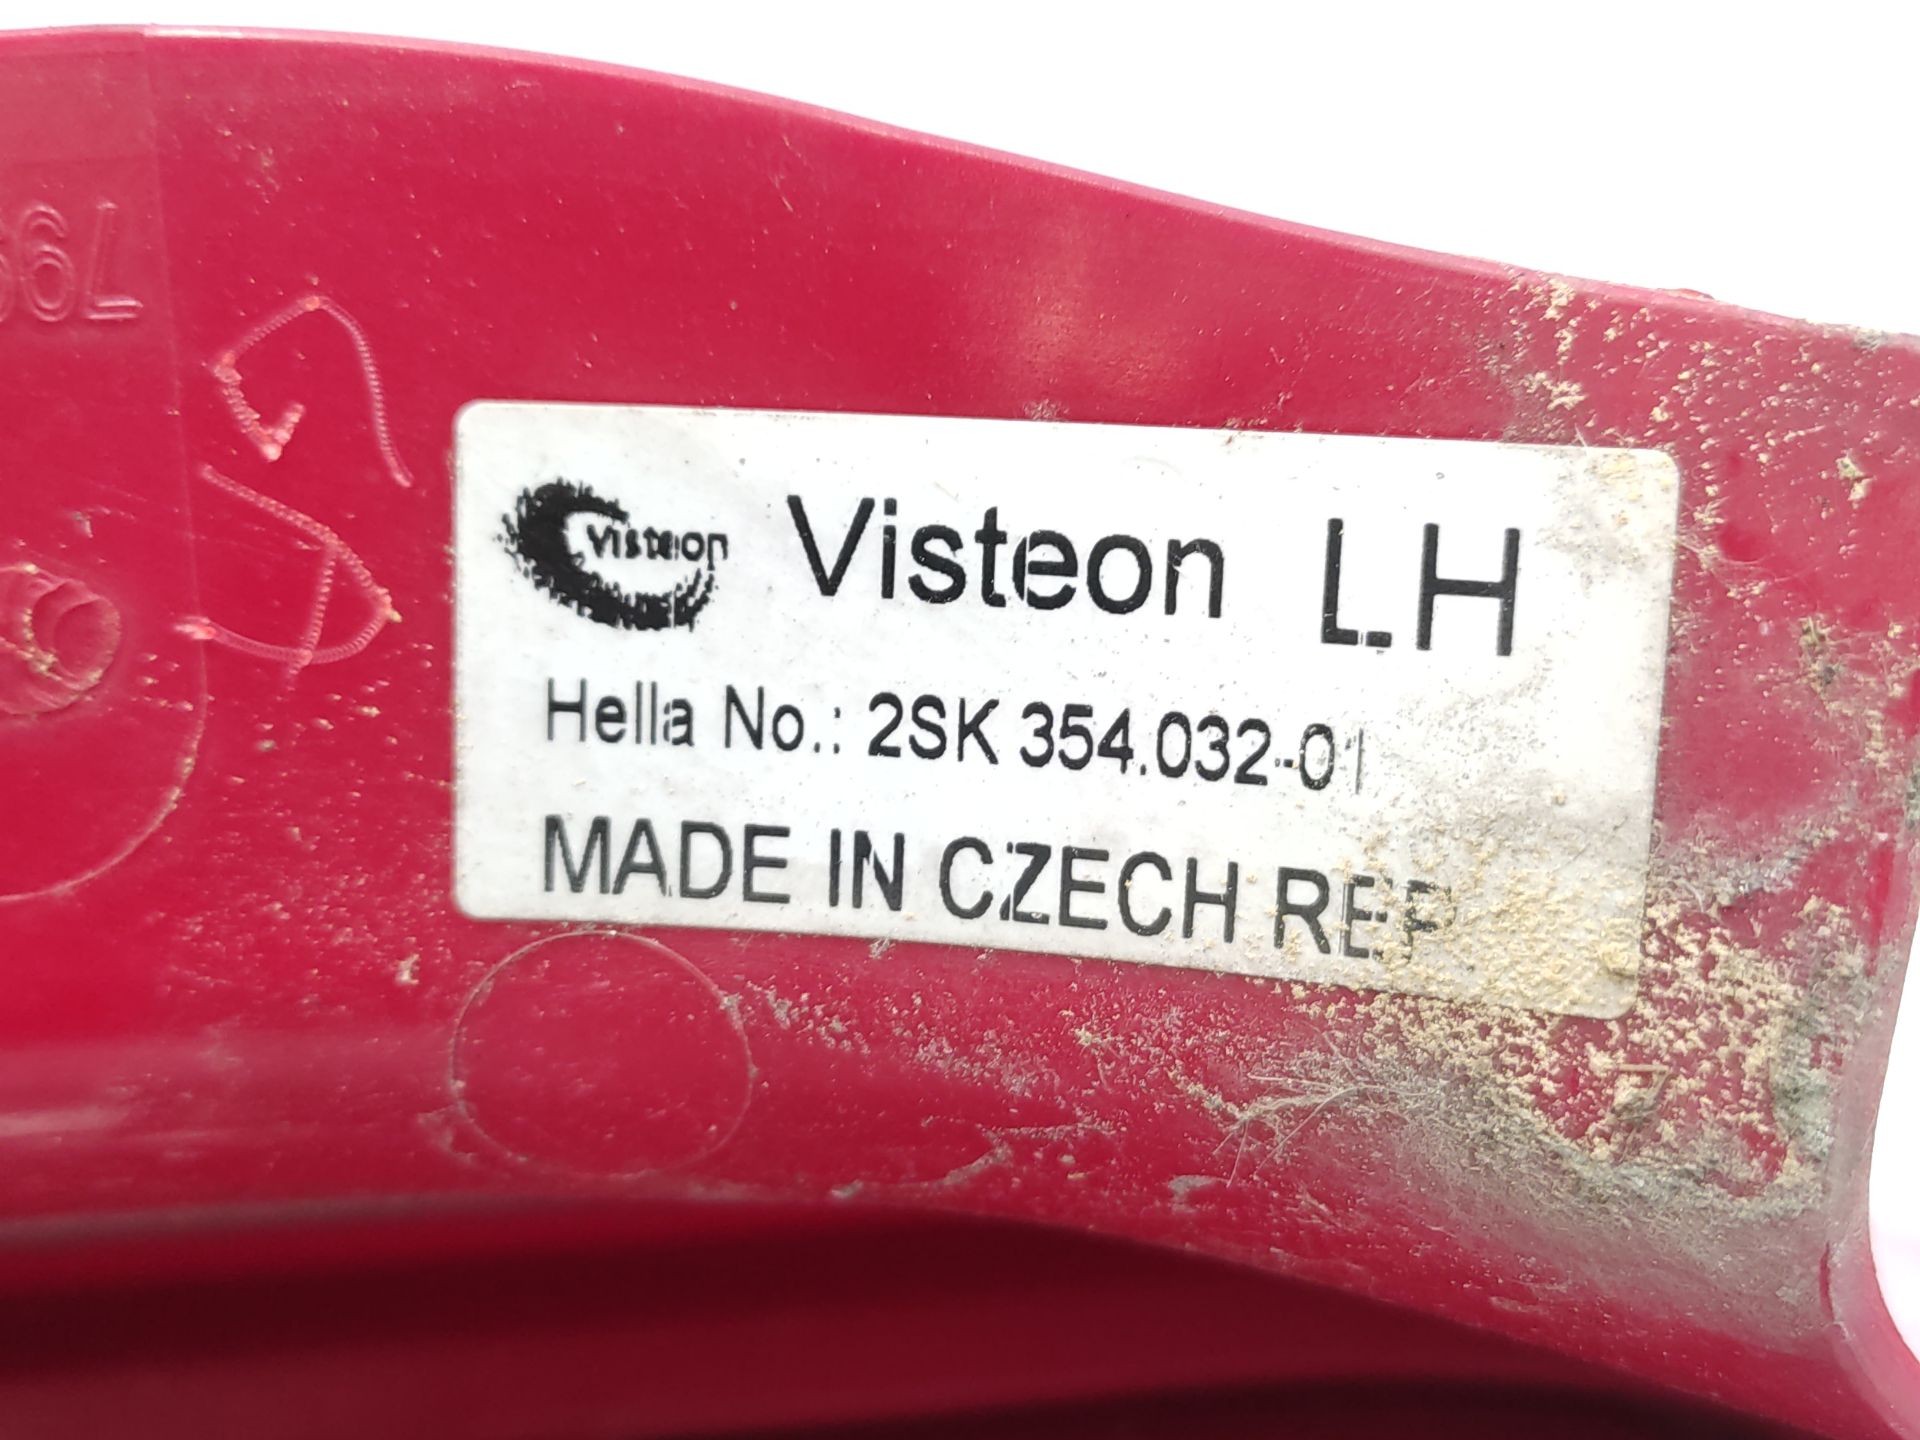 Visteon Visteon LH
Hella No.: 2SK 354.032-01
MADE IN CZECH REP